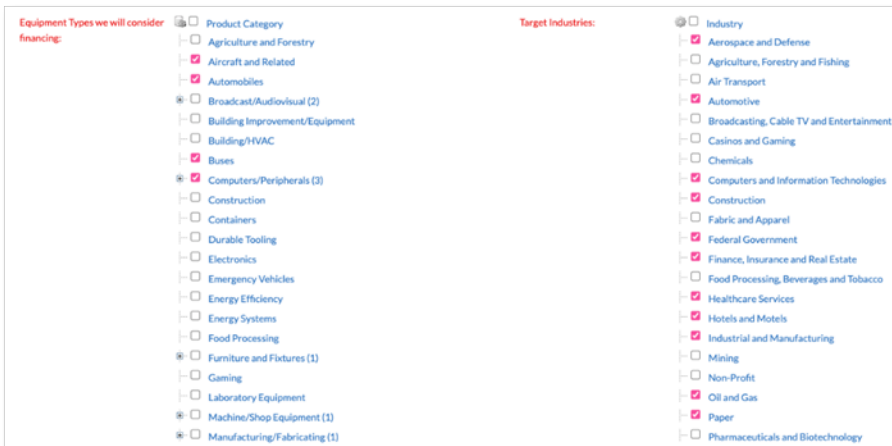 Equipment Types we will consider
financing:
Product Category
Agriculture and Forestry
Aircraft and Related
Automobiles
Broadcast/Audiovisual (2)
Building Improvement/Equipment
Building/HVAC
Buses
Computers/Peripherals (3)
Construction
Containers
Durable Tooling
Electronics
Emergency Vehicles
Energy Efficiency
Energy Systems
Food Processing
Furniture and Fixtures (1)
Gaming
Laboratory Equipment
Machine/Shop Equipment (1)
Manufacturing/Fabricating (1)
Target Industries:
Industry
Aerospace and Defense
Agriculture, Forestry and Fishing
Air Transport
Automotive
Broadcasting, Cable TV and Entertainment
Casinos and Gaming
Chemicals
Computers and Information Technologies
Construction
Fabric and Apparel
Federal Government
Finance, Insurance and Real Estate
Food Processing, Beverages and Tobacco
Healthcare Services
Hotels and Motels
Industrial and Manufacturing
Mining
Non-Profit
Oil and Gas
Paper
Pharmaceuticals and Biotechnology